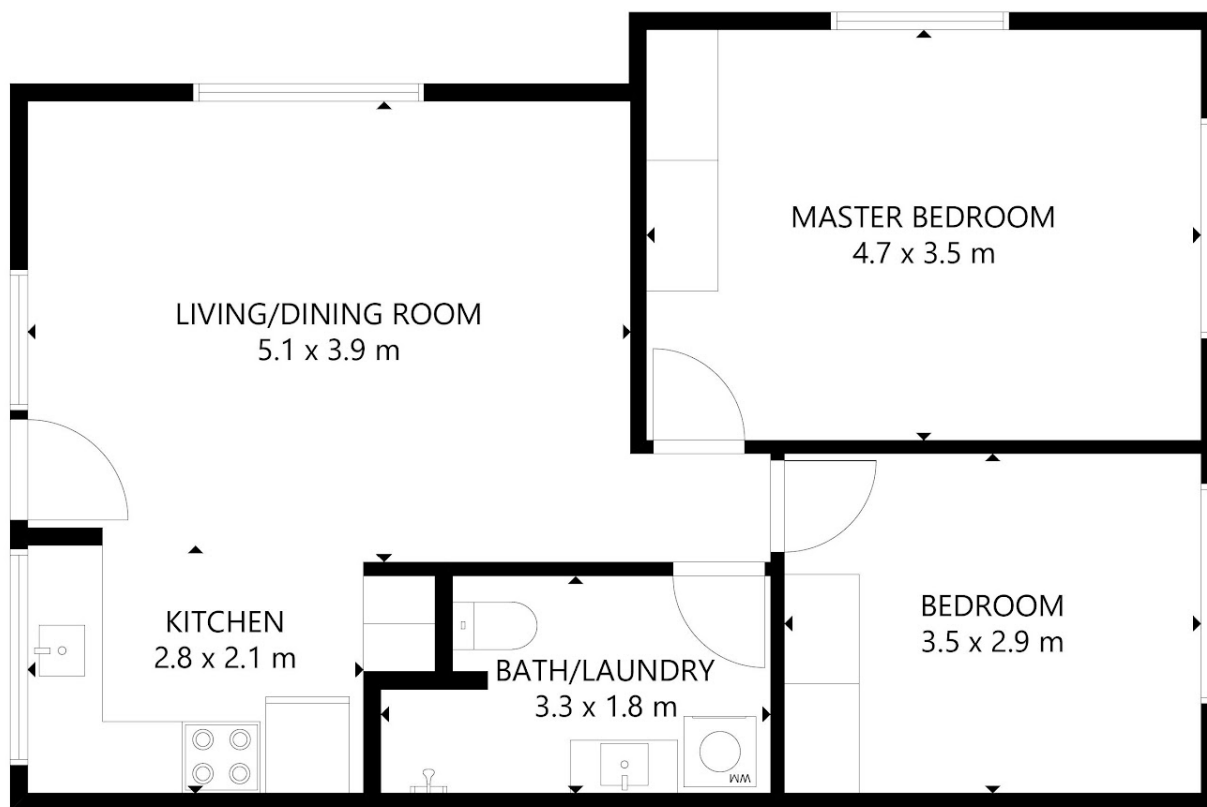 MASTER BEDROOM
4.7 x 3.5 m
LIVING/DINING ROOM
5.1 x 3.9 m
KITCHEN
2.8 x 2.1 m
BATH/LAUNDRY
3.3 x 1.8 m
WM
BEDROOM
3.5 x 2.9 m